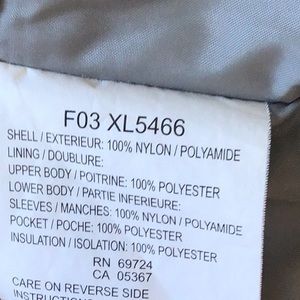 F03 XL5466
SHELL / EXTERIEUR: 100% NYLON / POLYAMIDE
LINING / DOUBLURE:
UPPER BODY / POITRINE: 100% POLYESTER
LOWER BODY / PARTIE INFERIEURE:
SLEEVES / MANCHES: 100% NYLON / POLYAMIDE
POCKET / POCHE: 100% POLYESTER
INSULATION / ISOLATION: 100% POLYESTER
RN 69724
CA 05367
CARE ON REVERSE SIDE
INSTRUCTIONS